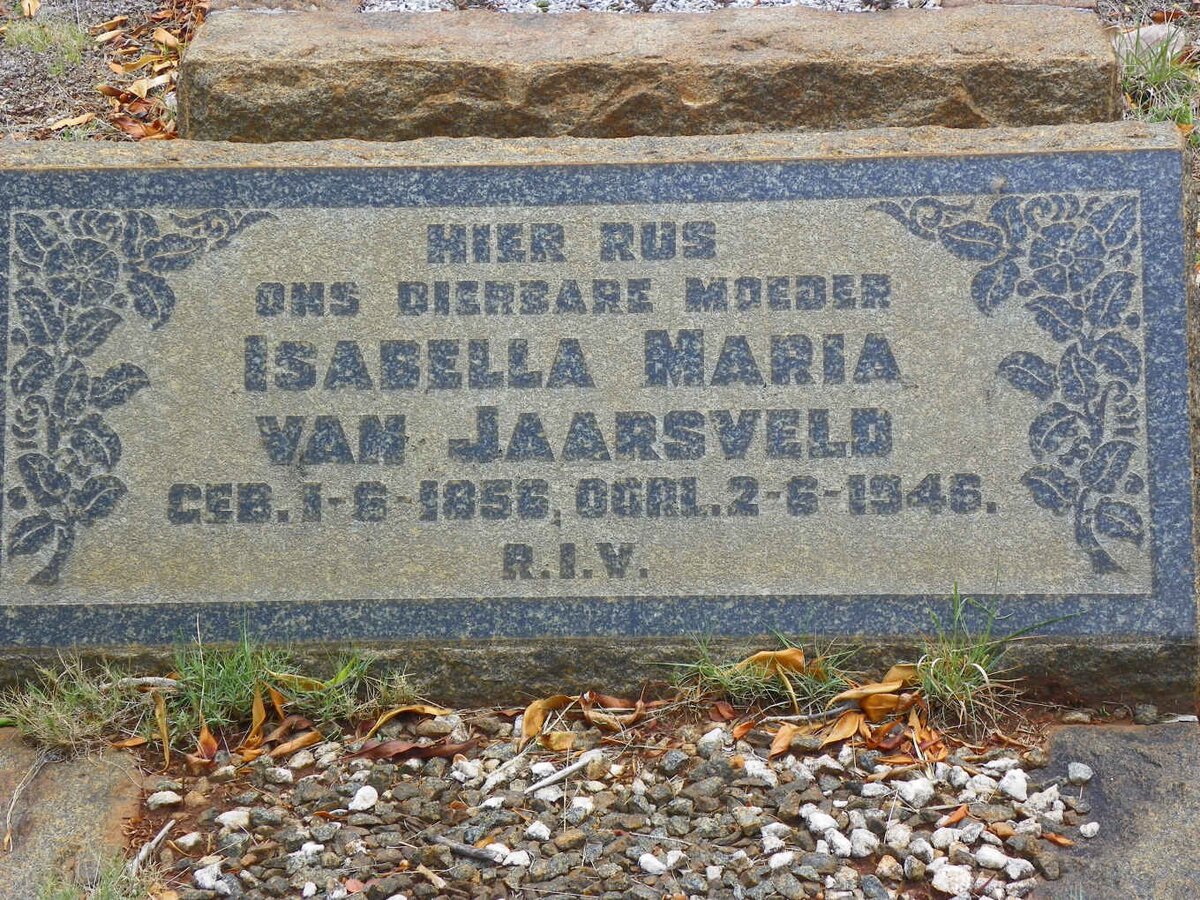 HIER RUS
ONS DIERBARE MOEDER
ISABELLA MARIA
VAN JAARSVELD
GEB. 1-6-1856, OORL. 2-6-1946.
R.I.V.